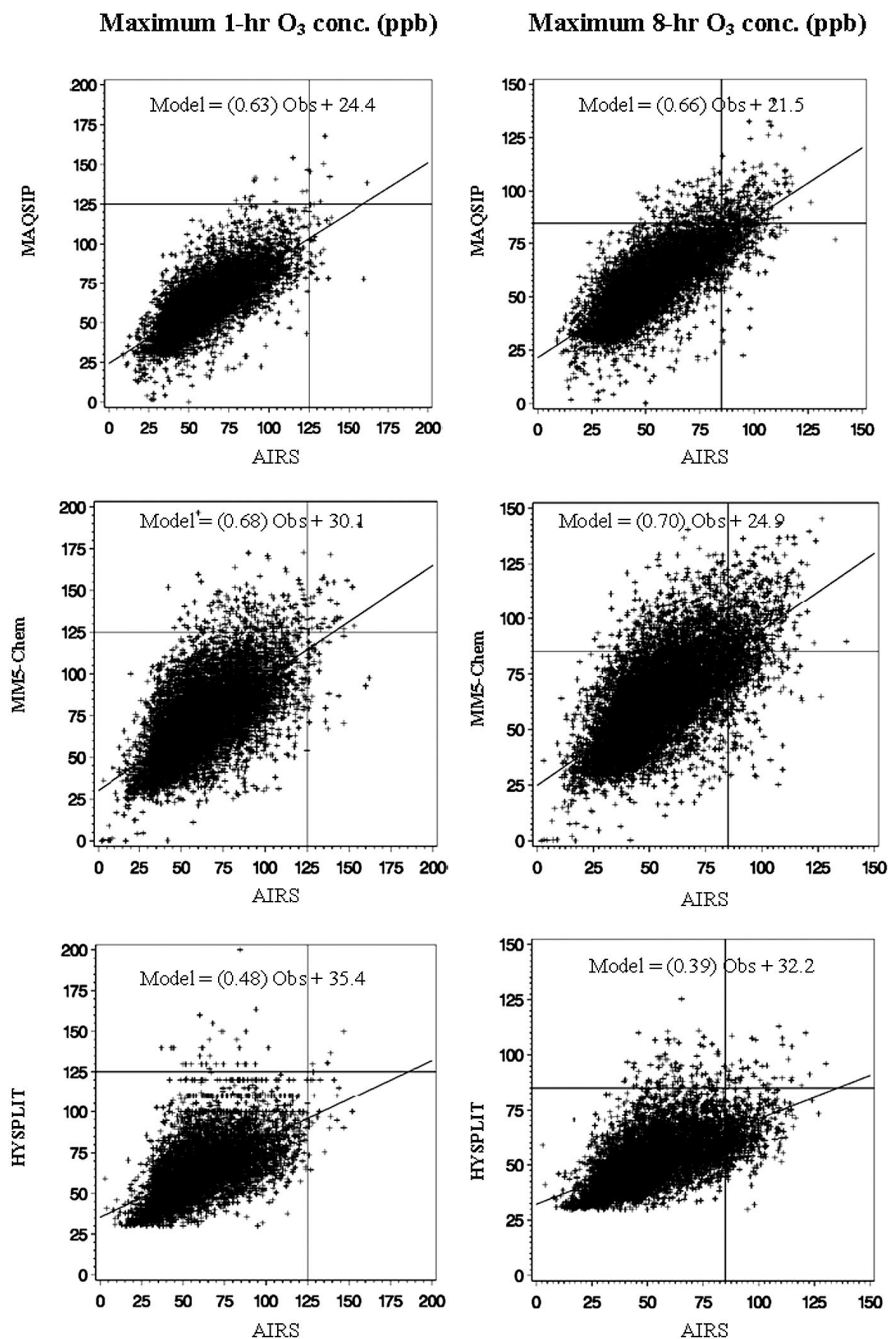 Maximum 1-hr O₃ conc. (ppb)
Maximum 8-hr O₃ conc. (ppb)
Model = (0.63) Obs + 24.4
200
175
150
125
100
75
50
25
0
MAQSIP
0 25 50 75 100 125 150 175 200
AIRS
Model = (0.66) Obs + 21.5
150
125
100
75
50
25
0
MAQSIP
0 25 50 75 100 125 150
AIRS
Model = (0.68) Obs + 30.1
200
175
150
125
100
75
50
25
0
MM5-Chem
0 25 50 75 100 125 150 175 200
AIRS
Model = (0.70) Obs + 24.9
150
125
100
75
50
25
0
MM5-Chem
0 25 50 75 100 125 150
AIRS
Model = (0.48) Obs + 35.4
200
175
150
125
100
75
50
25
0
HYSPLIT
0 25 50 75 100 125 150 175 200
AIRS
Model = (0.39) Obs + 32.2
150
125
100
75
50
25
0
HYSPLIT
0 25 50 75 100 125 150
AIRS